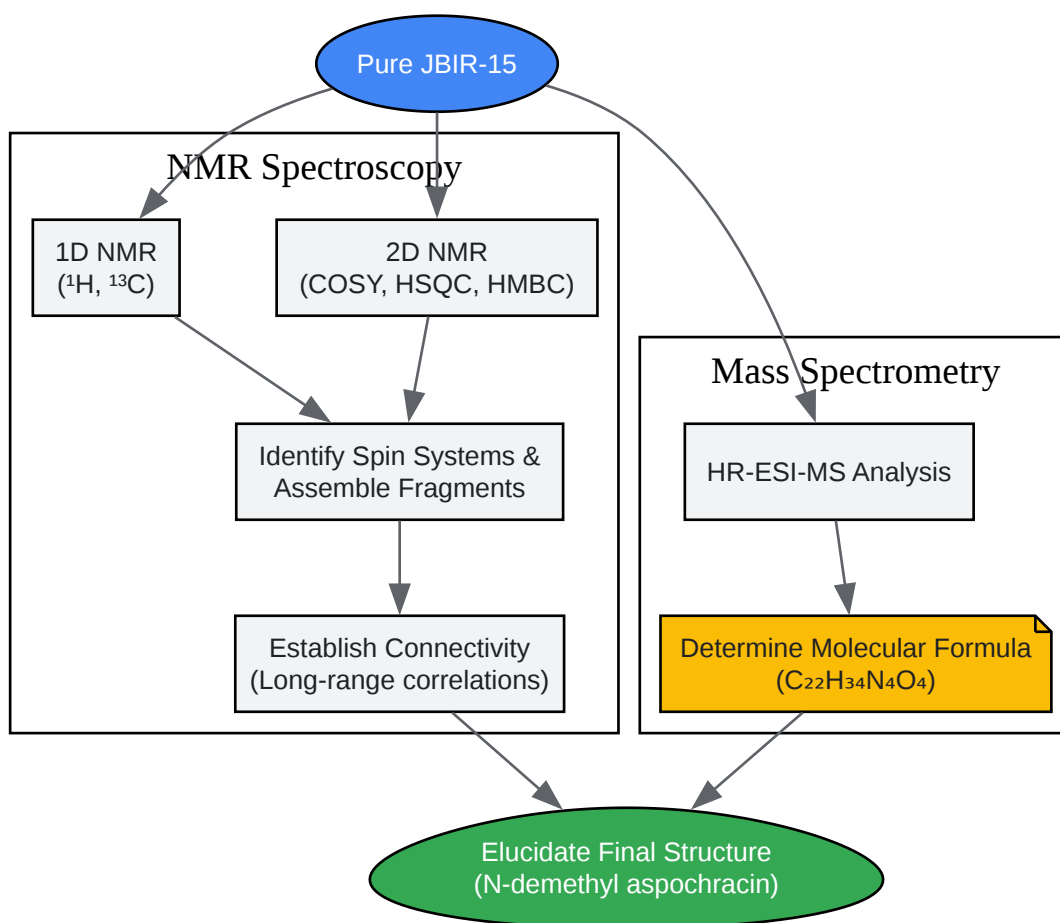 Pure JBIR-15
NMR Spectroscopy
1D NMR
(¹H, ¹³C)
2D NMR
(COSY, HSQC, HMBC)
Identify Spin Systems &
Assemble Fragments
Establish Connectivity
(Long-range correlations)
Mass Spectrometry
HR-ESI-MS Analysis
Determine Molecular Formula
(C₂₂H₃₄N₄O₄)
Elucidate Final Structure
(N-demethyl aspochracin)